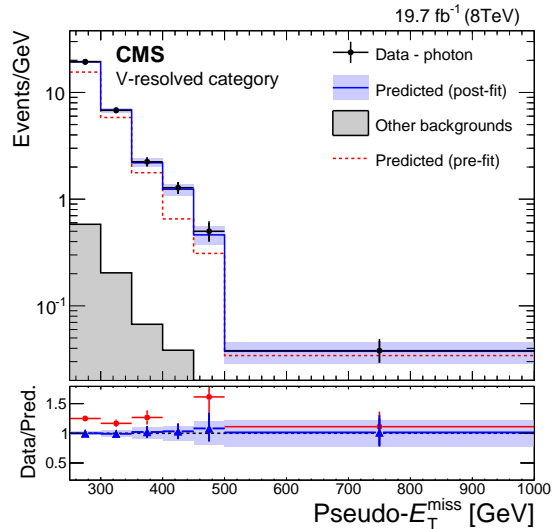 19.7 fb⁻¹ (8TeV)
CMS
V-resolved category
Data - photon
Predicted (post-fit)
Other backgrounds
Predicted (pre-fit)
Events/GeV
10
1
10⁻¹
Data/Pred.
1.5
1
0.5
300 400 500 600 700 800 900 1000
Pseudo-E_T^miss [GeV]